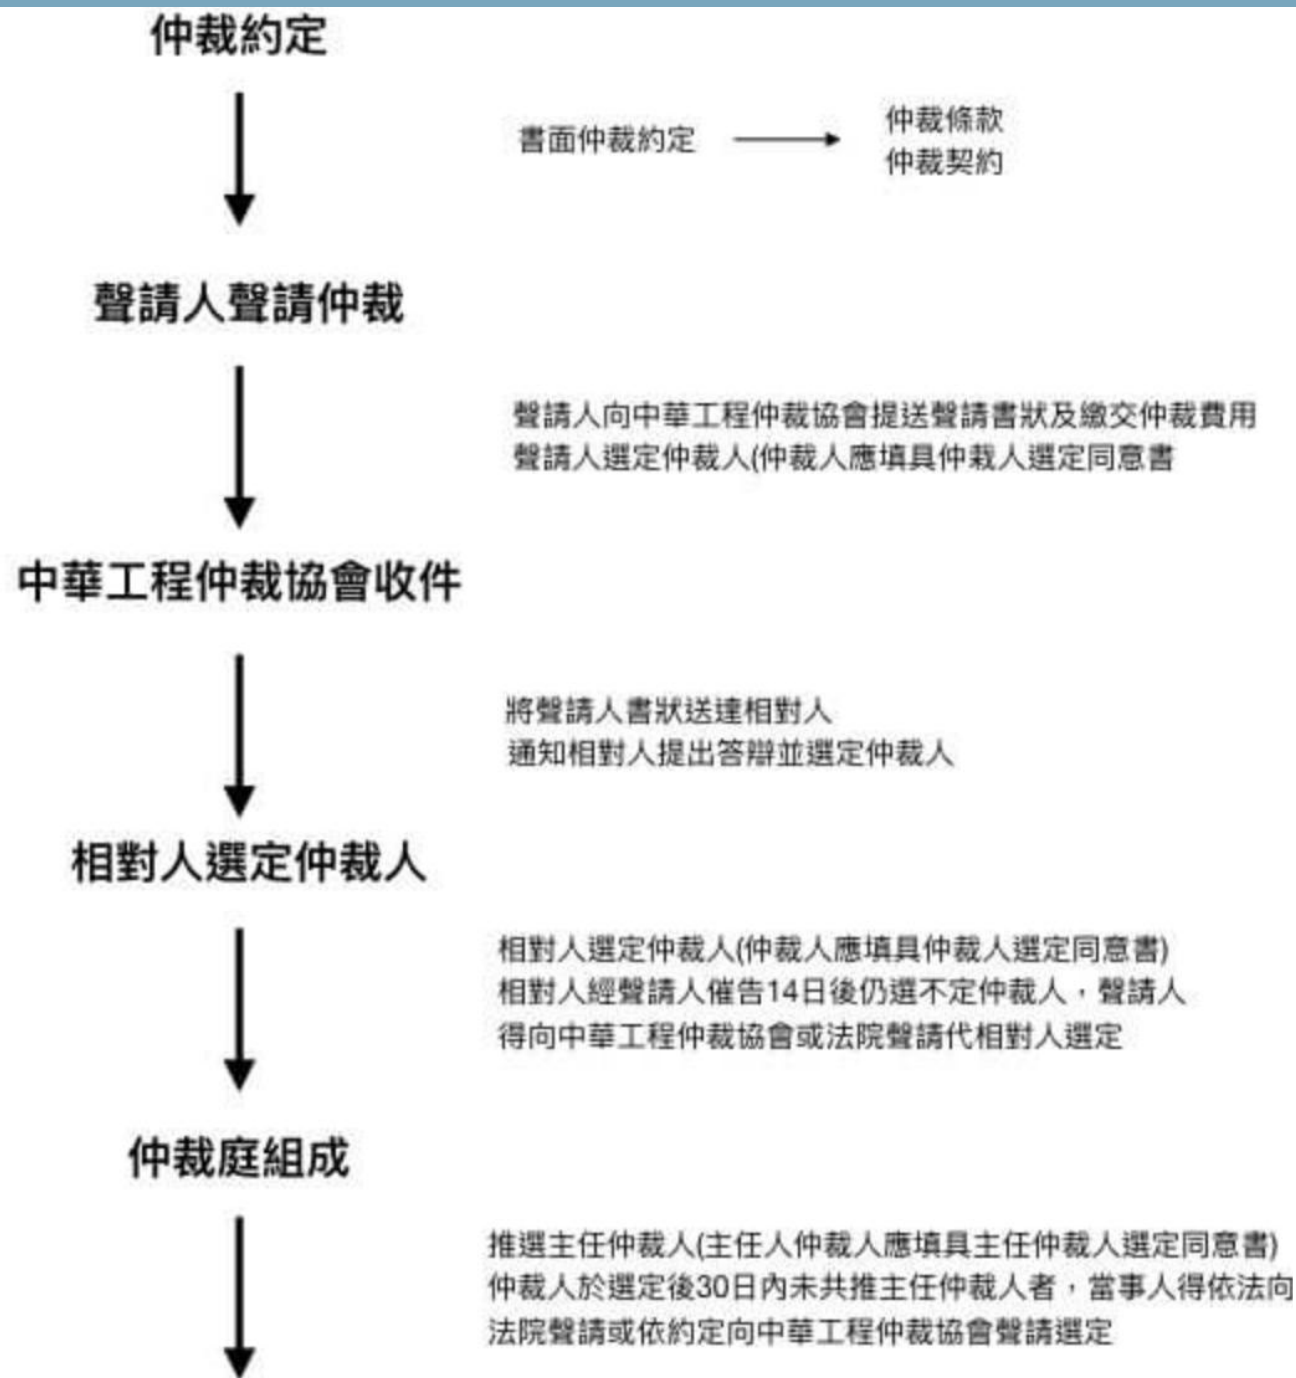 仲裁約定
書面仲裁約定
仲裁條款
仲裁契約
聲請人聲請仲裁
聲請人向中華工程仲裁協會提送聲請書狀及繳交仲裁費用
聲請人選定仲裁人(仲裁人應填具仲栽人選定同意書
中華工程仲裁協會收件
將聲請人書狀送達相對人
通知相對人提出答辯並選定仲裁人
相對人選定仲裁人
相對人選定仲裁人(仲裁人應填具仲裁人選定同意書)
相對人經聲請人催告14日後仍選不定仲裁人，聲請人
得向中華工程仲裁協會或法院聲請代相對人選定
仲裁庭組成
推選主任仲裁人(主任人仲裁人應填具主任仲裁人選定同意書)
仲裁人於選定後30日內未共推主任仲裁人者，當事人得依法向
法院聲請或依約定向中華工程仲裁協會聲請選定